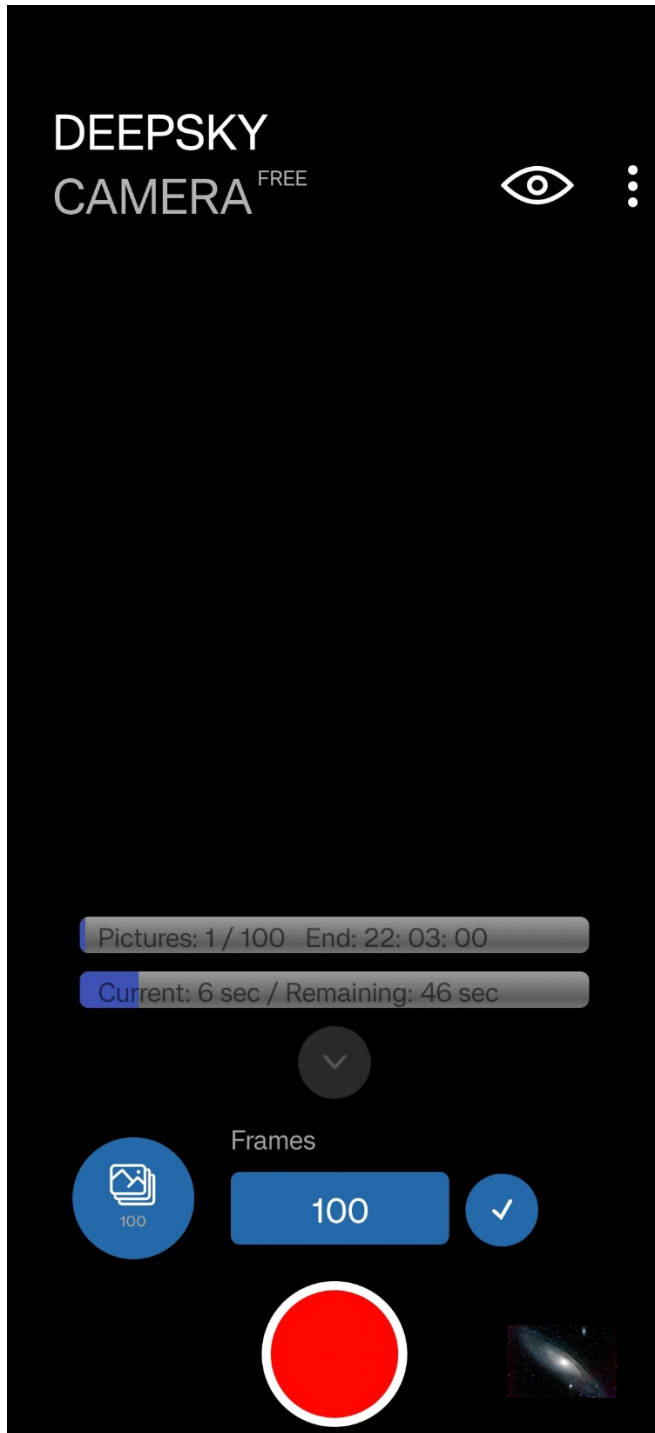 DEEPSKY
CAMERA FREE
Pictures: 1 / 100 End: 22: 03: 00
Current: 6 sec / Remaining: 46 sec
Frames
100
100